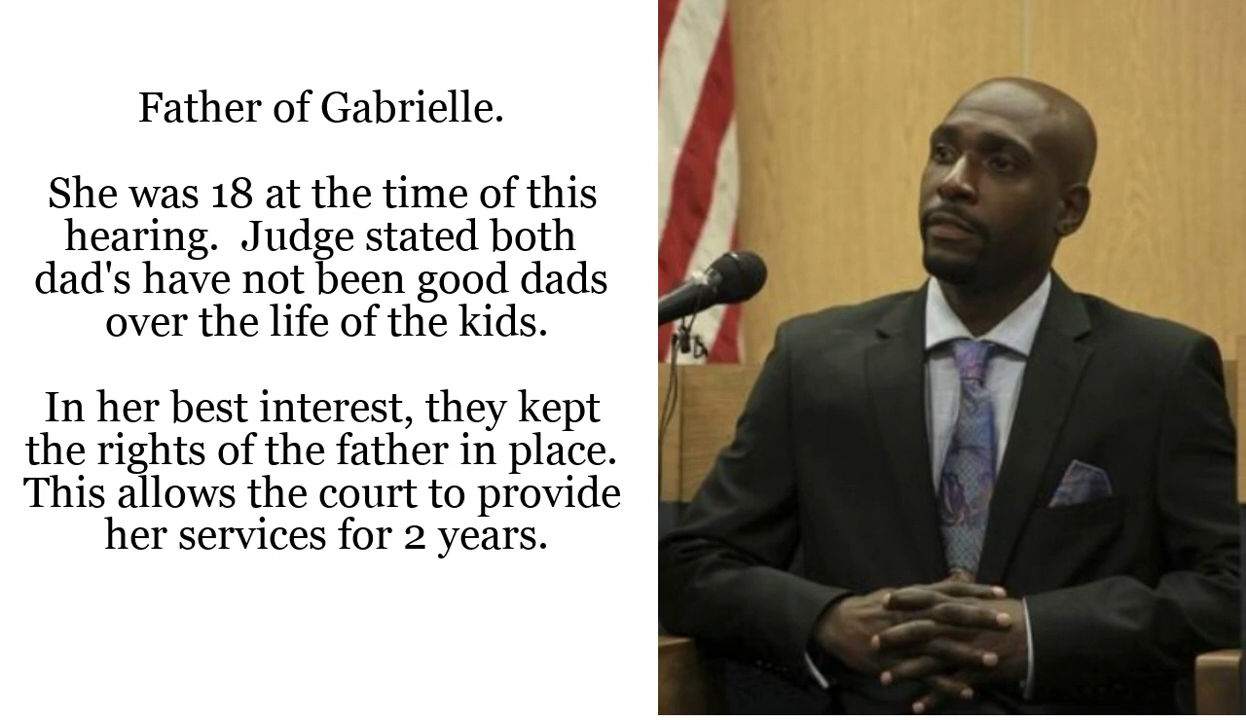 Father of Gabrielle.
She was 18 at the time of this
hearing.  Judge stated both
dad's have not been good dads
over the life of the kids.
In her best interest, they kept
the rights of the father in place.
This allows the court to provide
her services for 2 years.